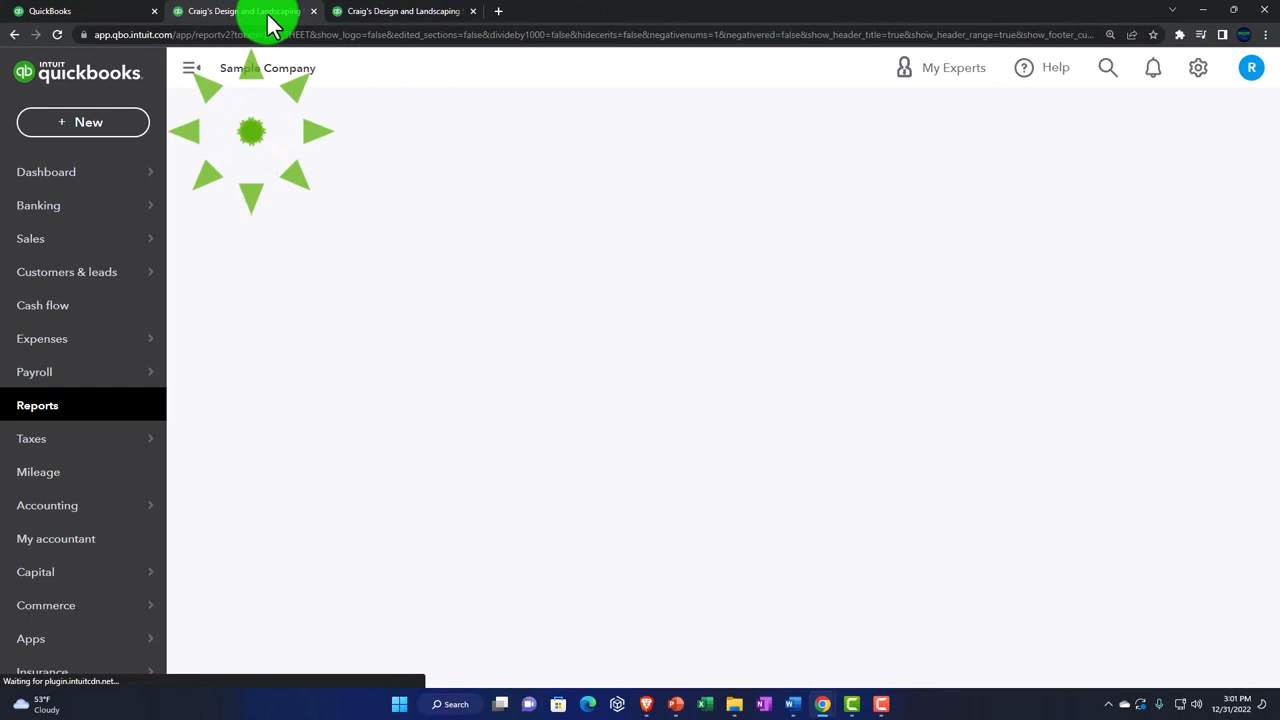 QuickBooks
Craig's Design and Landscaping
Craig's Design and Landscaping
app.qbo.intuit.com/app/reportv2?
SHEET&show_logo=false&edited_sections=false&divideby1000=false&hidecents=false&negativenums=1&negativered=false&show_header_title=true&show_header_range=true&show_footer_cu...
INTUIT
quickbooks.
Sample Company
My Experts
Help
R
+ New
Dashboard
Banking
Sales
Customers & leads
Cash flow
Expenses
Payroll
Reports
Taxes
Mileage
Accounting
My accountant
Capital
Commerce
Apps
Insurance
Waiting for plugin.intuitcdn.net...
53°F
Cloudy
Search
3:01 PM
12/31/2022